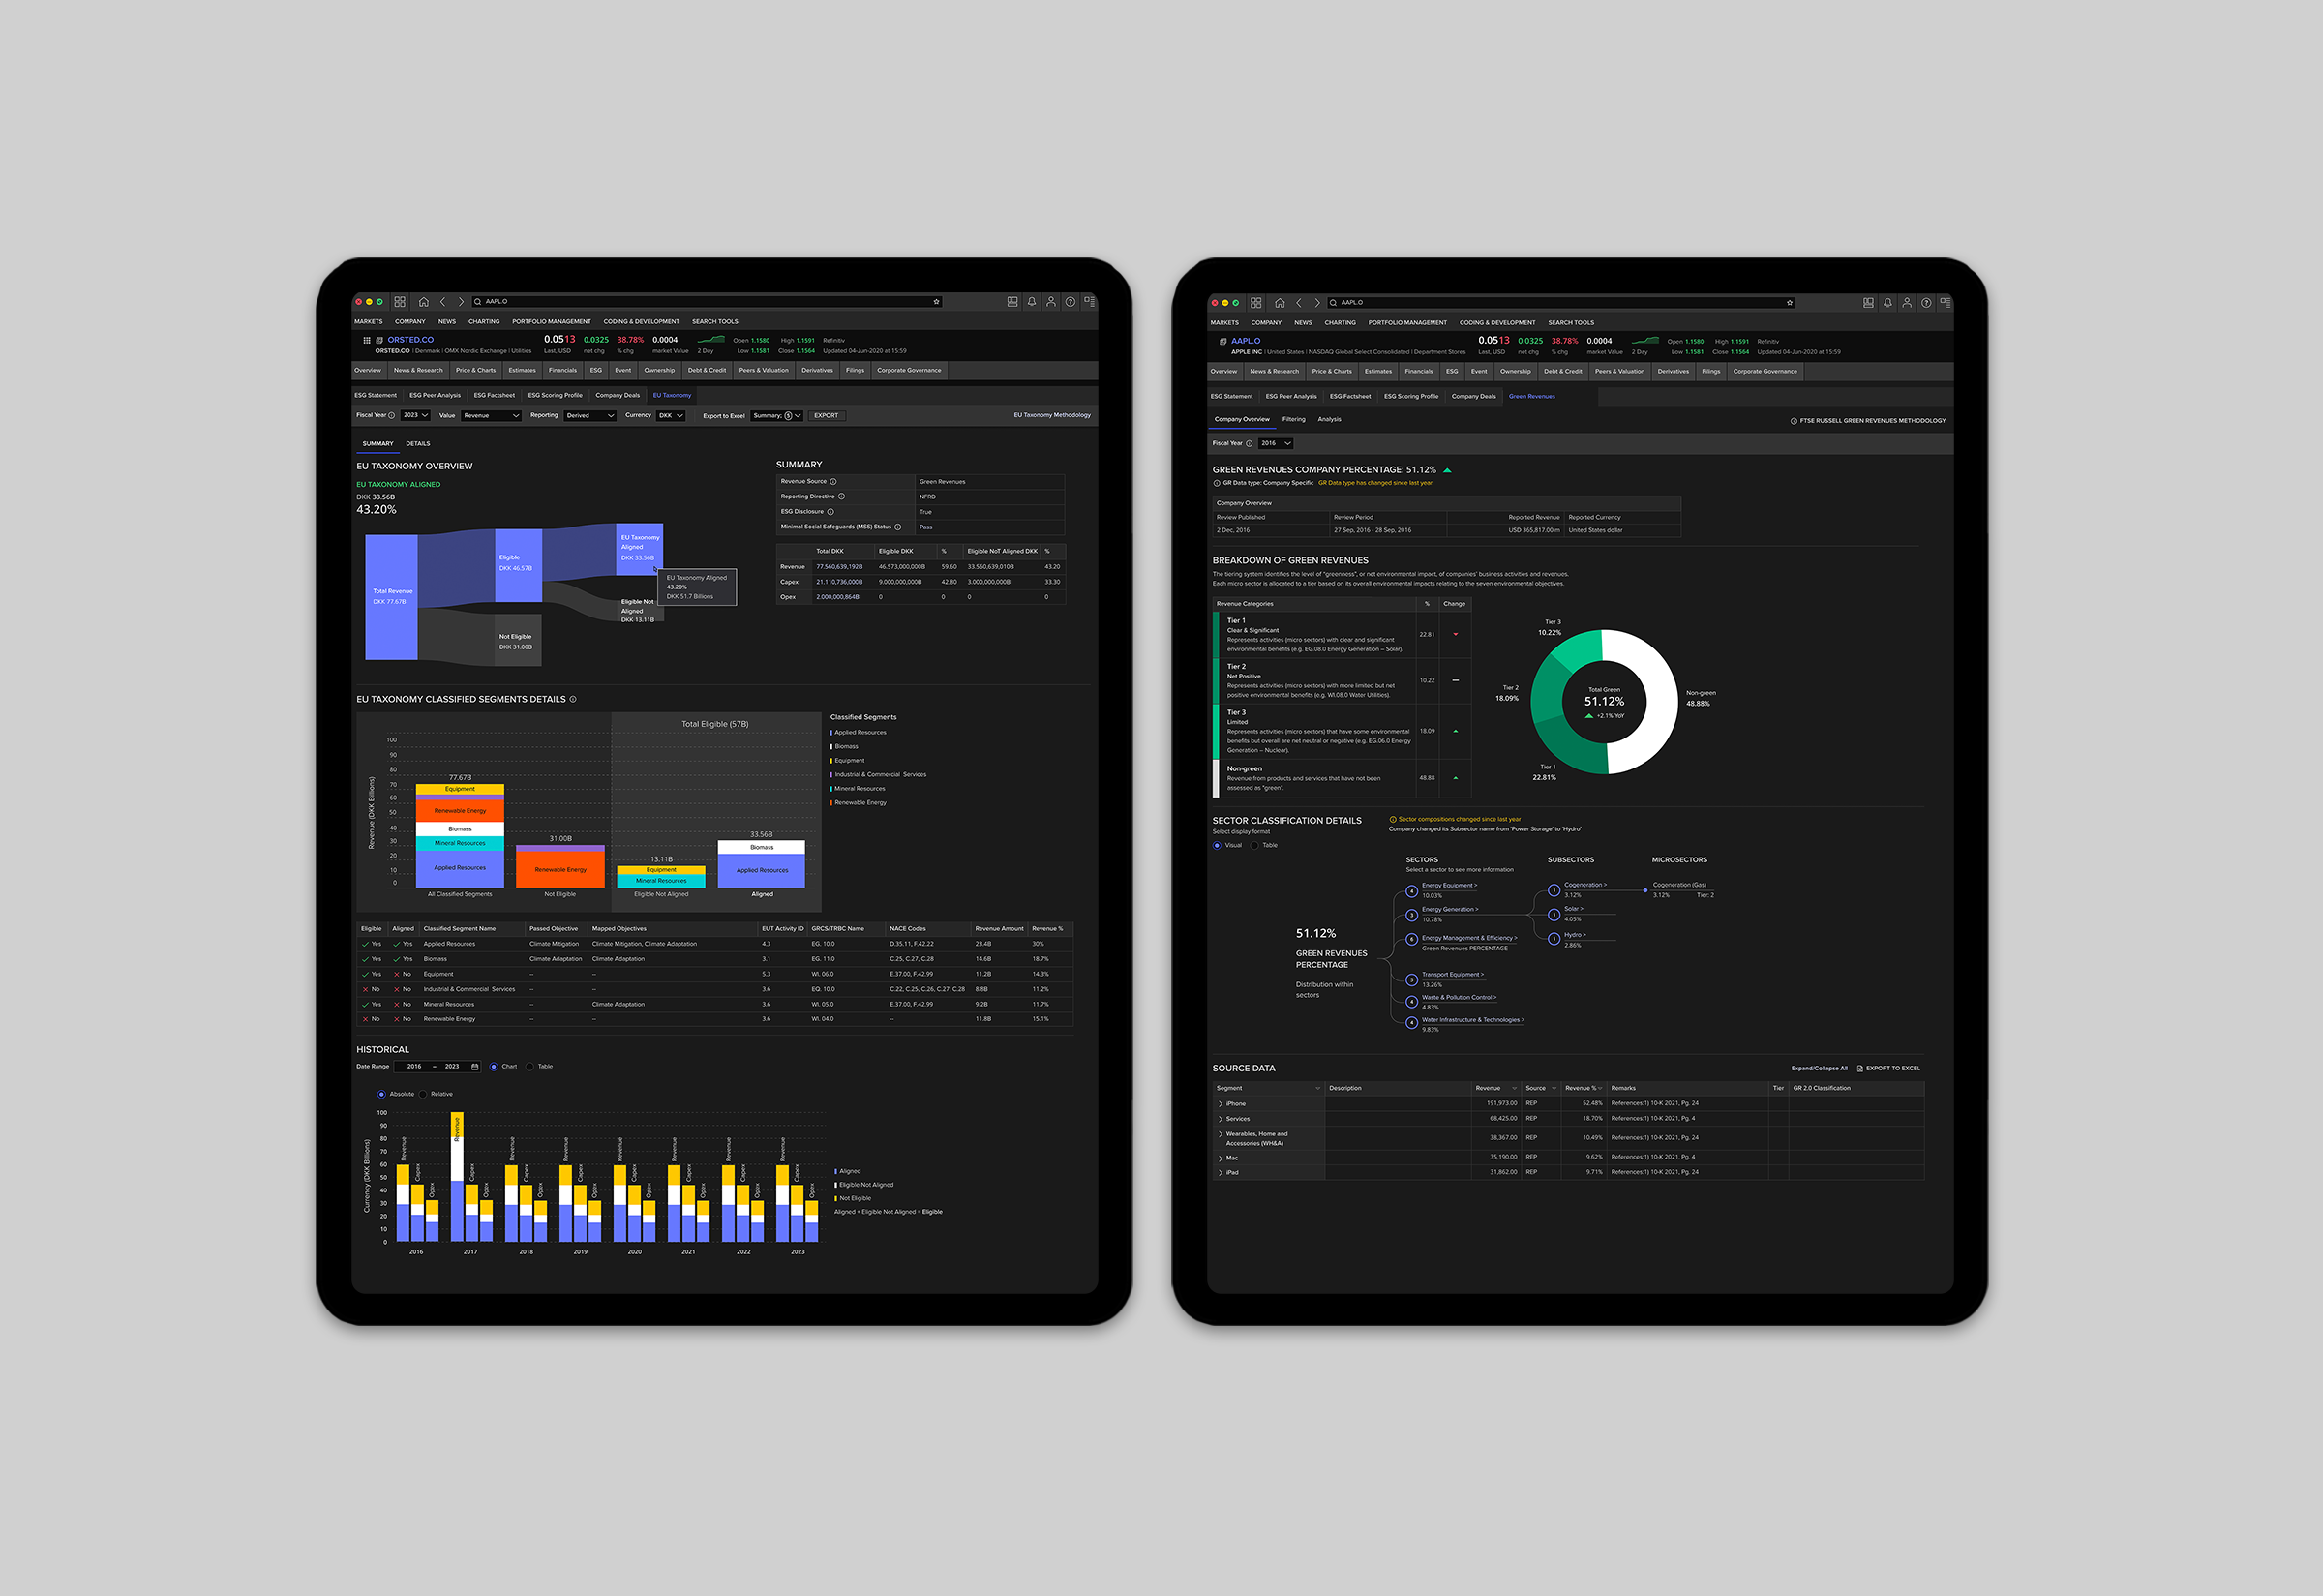 AAPL.O
MARKETS COMPANY NEWS CHARTING PORTFOLIO MANAGEMENT CODING & DEVELOPMENT SEARCH TOOLS
ORSTED.CO 0.0513 0.0325 38.78% 0.0004 Open 1.1580 High 1.1591 Refinitiv
ORSTED.CO | Denmark | OMX Nordic Exchange | Utilities Last, USD net chg % chg market Value 2 Day Low 1.1581 Close 1.1564 Updated 04-Jun-2020 at 15:59
Overview News & Research Price & Charts Estimates Financials ESG Event Ownership Debt & Credit Peers & Valuation Derivatives Filings Corporate Governance
ESG Statement ESG Peer Analysis ESG Factsheet ESG Scoring Profile Company Deals EU Taxonomy
Fiscal Year 2023 Value Revenue Reporting Derived Currency DKK Export to Excel Summary; 5 EXPORT EU Taxonomy Methodology
SUMMARY DETAILS
EU TAXONOMY OVERVIEW
EU TAXONOMY ALIGNED
DKK 33.56B
43.20%
Total Revenue
DKK 77.67B
Eligible
DKK 46.57B
Not Eligible
DKK 31.00B
EU Taxonomy
Aligned
DKK 33.56B
EU Taxonomy Aligned
43.20%
DKK 51.7 Billions
Eligible Not
Aligned
DKK 13.11B
SUMMARY
Revenue Source Green Revenues
Reporting Directive NFRD
ESG Disclosure True
Minimal Social Safeguards (MSS) Status Pass
Total DKK Eligible DKK % Eligible NoT Aligned DKK %
Revenue 77.560,639,192B 46.573,000,000B 59.60 33.560,639,010B 43.20
Capex 21.110,736,000B 9.000,000,000B 42.80 3.000,000,000B 33.30
Opex 2.000,000,864B 0 0 0 0
EU TAXONOMY CLASSIFIED SEGMENTS DETAILS
Total Eligible (57B)
Revenue (DKK Billions)
100
90
80
70
60
50
40
30
20
10
0
77.67B
Equipment
Renewable Energy
Biomass
Mineral Resources
Applied Resources
31.00B
Renewable Energy
13.11B
Equipment
Mineral Resources
33.56B
Biomass
Applied Resources
All Classified Segments Not Eligible Eligible Not Aligned Aligned
Classified Segments
Applied Resources
Biomass
Equipment
Industrial & Commercial Services
Mineral Resources
Renewable Energy
Eligible Aligned Classified Segment Name Passed Objective Mapped Objectives EUT Activity ID GRCS/TRBC Name NACE Codes Revenue Amount Revenue %
Yes Yes Applied Resources Climate Mitigation Climate Mitigation, Climate Adaptation 4.3 EG. 10.0 D.35.11, F.42.22 23.4B 30%
Yes Yes Biomass Climate Adaptation Climate Adaptation 3.1 EG. 11.0 C.25, C.27, C.28 14.6B 18.7%
Yes No Equipment – – 5.3 WI. 06.0 E.37.00, F.42.99 11.2B 14.3%
No No Industrial & Commercial Services – – 3.6 EQ. 10.0 C.22, C.25, C.26, C.27, C.28 8.8B 11.2%
Yes No Mineral Resources – Climate Adaptation 3.6 WI. 05.0 E.37.00, F.42.99 9.2B 11.7%
No No Renewable Energy – – 3.6 WI. 04.0 – 11.8B 15.1%
HISTORICAL
Date Range 2016 – 2023 Chart Table
Absolute Relative
Currency (DKK Billions)
100
90
80
70
60
50
40
30
20
10
0
Revenue Capex Opex Revenue Capex Opex Revenue Capex Opex Revenue Capex Opex Revenue Capex Opex Revenue Capex Opex Revenue Capex Opex Revenue Capex Opex
2016 2017 2018 2019 2020 2021 2022 2023
Aligned
Eligible Not Aligned
Not Eligible
Aligned + Eligible Not Aligned = Eligible
AAPL.O
MARKETS COMPANY NEWS CHARTING PORTFOLIO MANAGEMENT CODING & DEVELOPMENT SEARCH TOOLS
AAPL.O 0.0513 0.0325 38.78% 0.0004 Open 1.1580 High 1.1591 Refinitiv
APPLE INC | United States | NASDAQ Global Select Consolidated | Department Stores Last, USD net chg % chg market Value 2 Day Low 1.1581 Close 1.1564 Updated 04-Jun-2020 at 15:59
Overview News & Research Price & Charts Estimates Financials ESG Event Ownership Debt & Credit Peers & Valuation Derivatives Filings Corporate Governance
ESG Statement ESG Peer Analysis ESG Factsheet ESG Scoring Profile Company Deals Green Revenues
Company Overview Filtering Analysis FTSE RUSSELL GREEN REVENUES METHODOLOGY
Fiscal Year 2016
GREEN REVENUES COMPANY PERCENTAGE: 51.12%
GR Data type: Company Specific GR Data type has changed since last year
Company Overview
Review Published Review Period Reported Revenue Reported Currency
2 Dec, 2016 27 Sep, 2016 - 28 Sep, 2016 USD 365,817.00 m United States dollar
BREAKDOWN OF GREEN REVENUES
The tiering system identifies the level of "greenness", or net environmental impact, of companies' business activities and revenues.
Each micro sector is allocated to a tier based on its overall environmental impacts relating to the seven environmental objectives.
Revenue Categories % Change
Tier 1
Clear & Significant
Represents activities (micro sectors) with clear and significant
environmental benefits (e.g. EG.08.0 Energy Generation – Solar).
22.81
Tier 2
Net Positive
Represents activities (micro sectors) with more limited but net
positive environmental benefits (e.g. WI.08.0 Water Utilities).
10.22
Tier 3
Limited
Represents activities (micro sectors) that have some environmental
benefits but overall are net neutral or negative (e.g. EG.06.0 Energy
Generation – Nuclear).
18.09
Non-green
Revenue from products and services that have not been
assessed as "green".
48.88
Tier 3
10.22%
Tier 2
18.09%
Tier 1
22.81%
Total Green
51.12%
+2.1% YoY
Non-green
48.88%
SECTOR CLASSIFICATION DETAILS
Select display format
Visual Table
Sector compositions changed since last year
Company changed its Subsector name from 'Power Storage' to 'Hydro'
SECTORS SUBSECTORS MICROSECTORS
Select a sector to see more information
51.12%
GREEN REVENUES
PERCENTAGE
Distribution within
sectors
4 Energy Equipment >
10.03%
3 Energy Generation >
10.78%
6 Energy Management & Efficiency >
Green Revenues PERCENTAGE
5 Transport Equipment >
13.26%
4 Waste & Pollution Control >
4.83%
4 Water Infrastructure & Technologies >
9.83%
1 Cogeneration >
3.12%
1 Solar >
4.05%
1 Hydro >
2.86%
Cogeneration (Gas)
3.12% Tier: 2
SOURCE DATA Expand/Collapse All EXPORT TO EXCEL
Segment Description Revenue Source Revenue % Remarks Tier GR 2.0 Classification
iPhone 191,973.00 REP 52.48% References:1) 10-K 2021, Pg. 24
Services 68,425.00 REP 18.70% References:1) 10-K 2021, Pg. 4
Wearables, Home and
Accessories (WH&A) 38,367.00 REP 10.49% References:1) 10-K 2021, Pg. 24
Mac 35,190.00 REP 9.62% References:1) 10-K 2021, Pg. 4
iPad 31,862.00 REP 9.71% References:1) 10-K 2021, Pg. 24